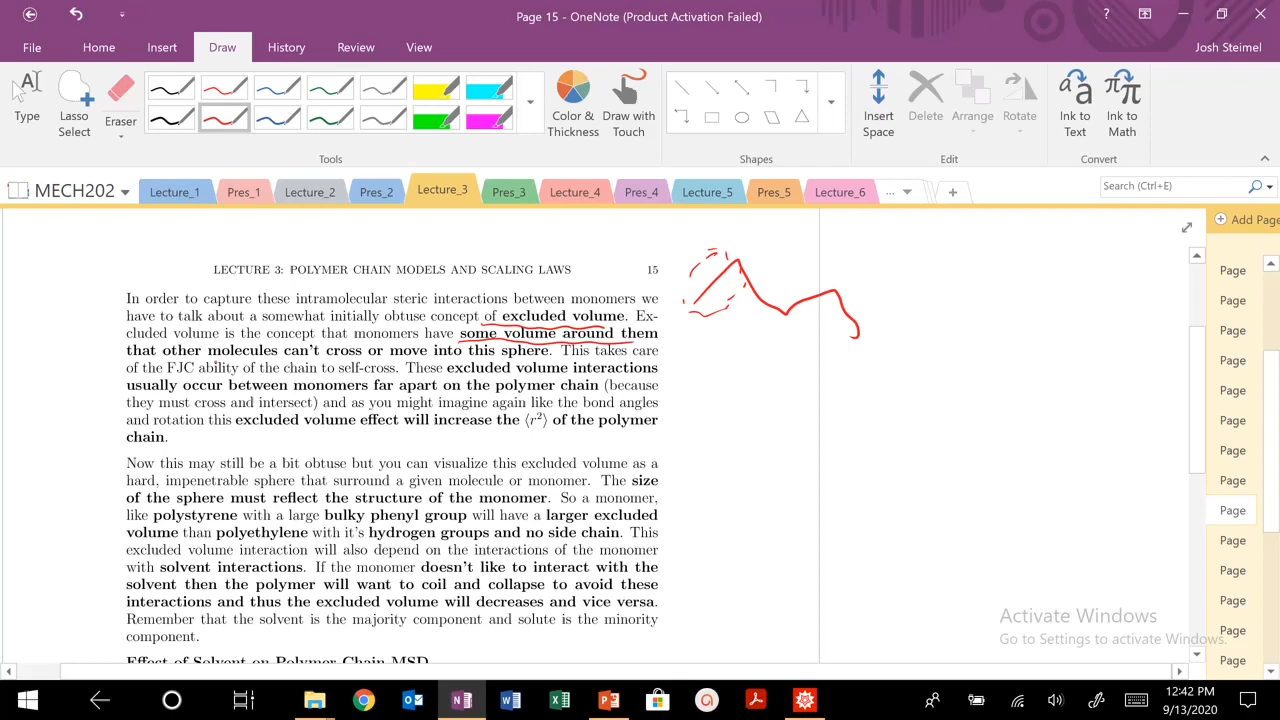 Page 15 - OneNote (Product Activation Failed)
?
File Home Insert Draw History Review View Josh Steimel
Type
Lasso Select
Eraser
Color & Thickness
Draw with Touch
Insert Space
Delete
Arrange
Rotate
Ink to Text
Ink to Math
Tools Shapes Edit Convert
MECH202 Lecture_1 Pres_1 Lecture_2 Pres_2 Lecture_3 Pres_3 Lecture_4 Pres_4 Lecture_5 Pres_5 Lecture_6 ... Search (Ctrl+E)
Add Page
LECTURE 3: POLYMER CHAIN MODELS AND SCALING LAWS 15
In order to capture these intramolecular steric interactions between monomers we
have to talk about a somewhat initially obtuse concept of excluded volume. Ex-
cluded volume is the concept that monomers have some volume around them
that other molecules can't cross or move into this sphere. This takes care
of the FJC ability of the chain to self-cross. These excluded volume interactions
usually occur between monomers far apart on the polymer chain (because
they must cross and intersect) and as you might imagine again like the bond angles
and rotation this excluded volume effect will increase the ⟨r²⟩ of the polymer
chain.
Now this may still be a bit obtuse but you can visualize this excluded volume as a
hard, impenetrable sphere that surround a given molecule or monomer. The size
of the sphere must reflect the structure of the monomer. So a monomer,
like polystyrene with a large bulky phenyl group will have a larger excluded
volume than polyethylene with it's hydrogen groups and no side chain. This
excluded volume interaction will also depend on the interactions of the monomer
with solvent interactions. If the monomer doesn't like to interact with the
solvent then the polymer will want to coil and collapse to avoid these
interactions and thus the excluded volume will decreases and vice versa.
Remember that the solvent is the majority component and solute is the minority
component.
Effect of Solvent on Polymer Chain MSD
Page
Page
Page
Page
Page
Page
Page
Page
Page
Page
Page
Page
Page
Page
Activate Windows
Go to Settings to activate Windows.
12:42 PM
9/13/2020